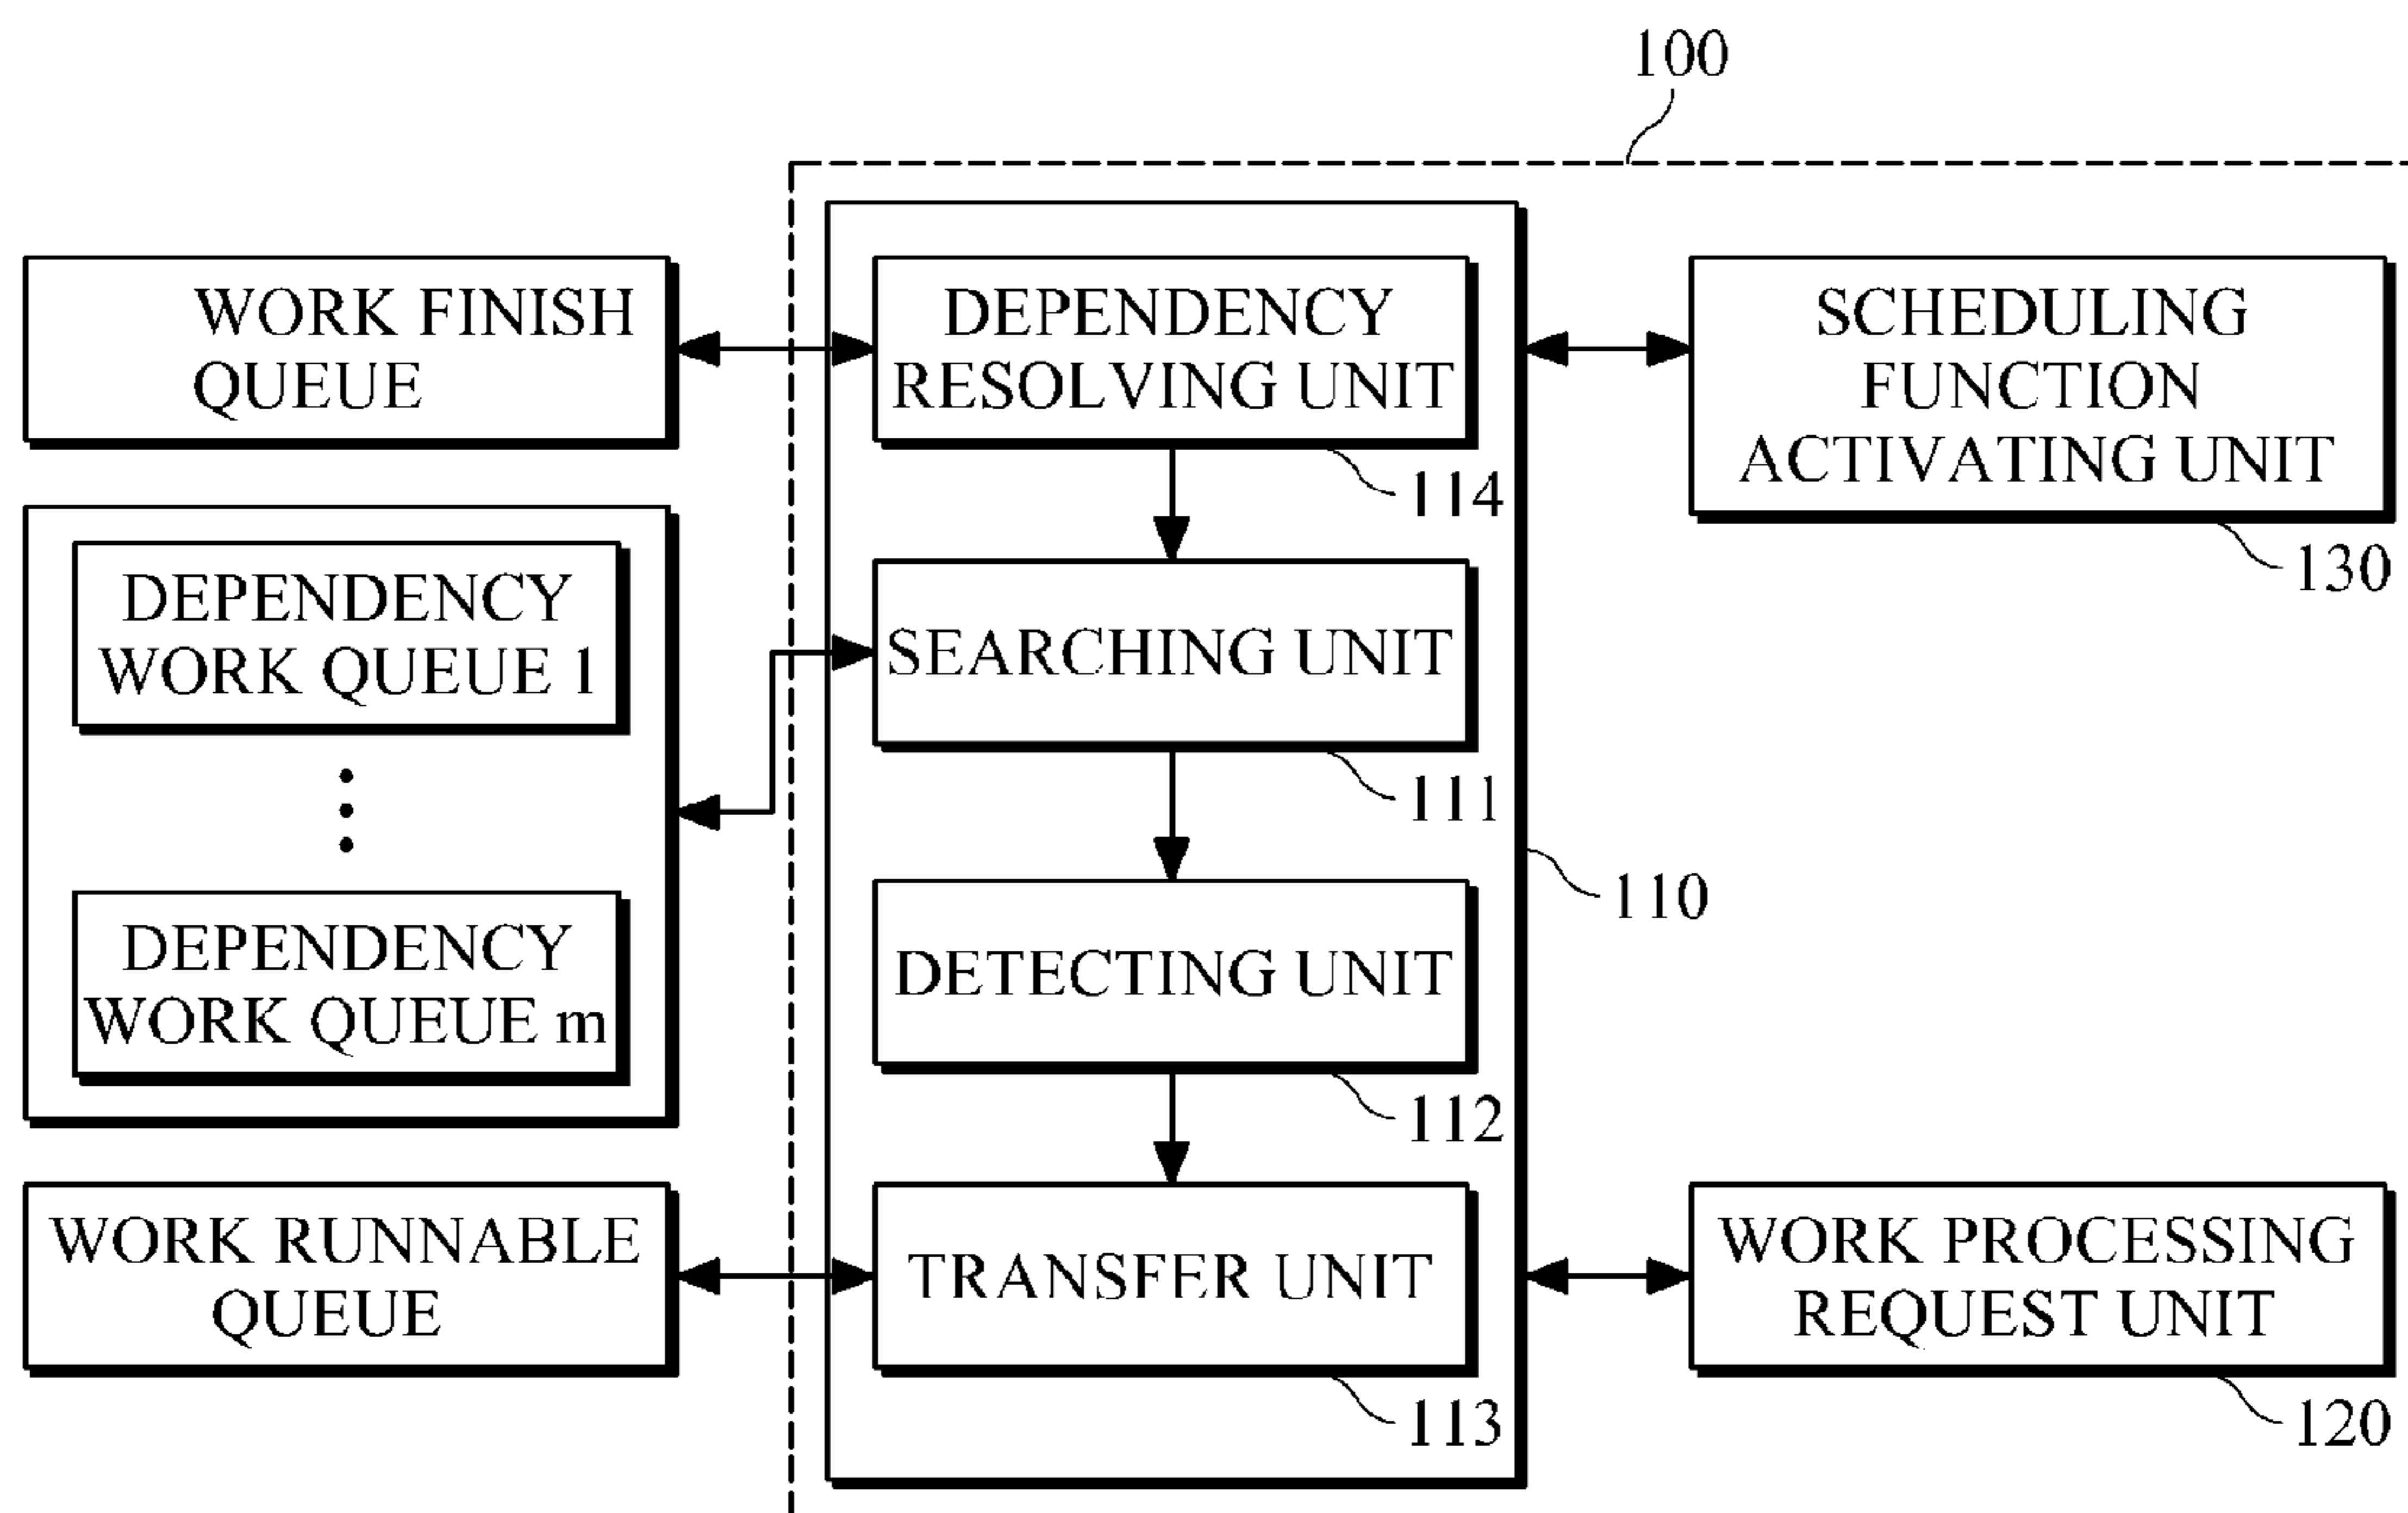 100
WORK FINISH
QUEUE
DEPENDENCY
RESOLVING UNIT
114
SCHEDULING
FUNCTION
ACTIVATING UNIT
130
DEPENDENCY
WORK QUEUE 1
DEPENDENCY
WORK QUEUE m
SEARCHING UNIT
111
110
DETECTING UNIT
112
WORK RUNNABLE
QUEUE
TRANSFER UNIT
113
WORK PROCESSING
REQUEST UNIT
120